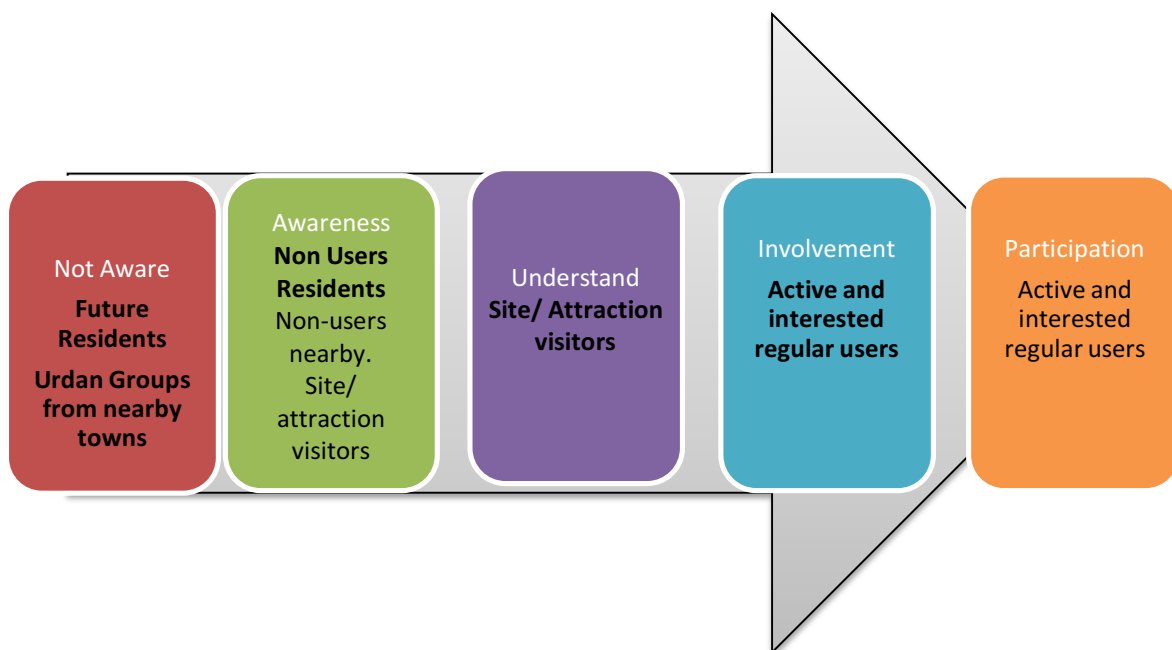 Not Aware
Future
Residents
Urdan Groups
from nearby
towns
Awareness
Non Users
Residents
Non-users
nearby.
Site/
attraction
visitors
Understand
Site/ Attraction
visitors
Involvement
Active and
interested
regular users
Participation
Active and
interested
regular users